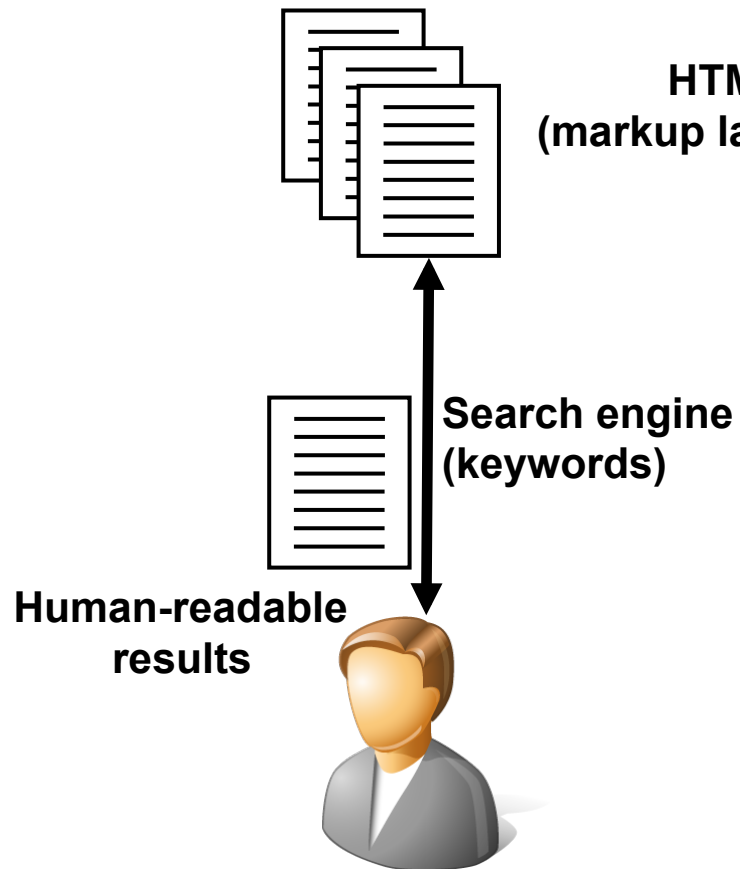 HTM
(markup la
Search engine
(keywords)
Human-readable
results